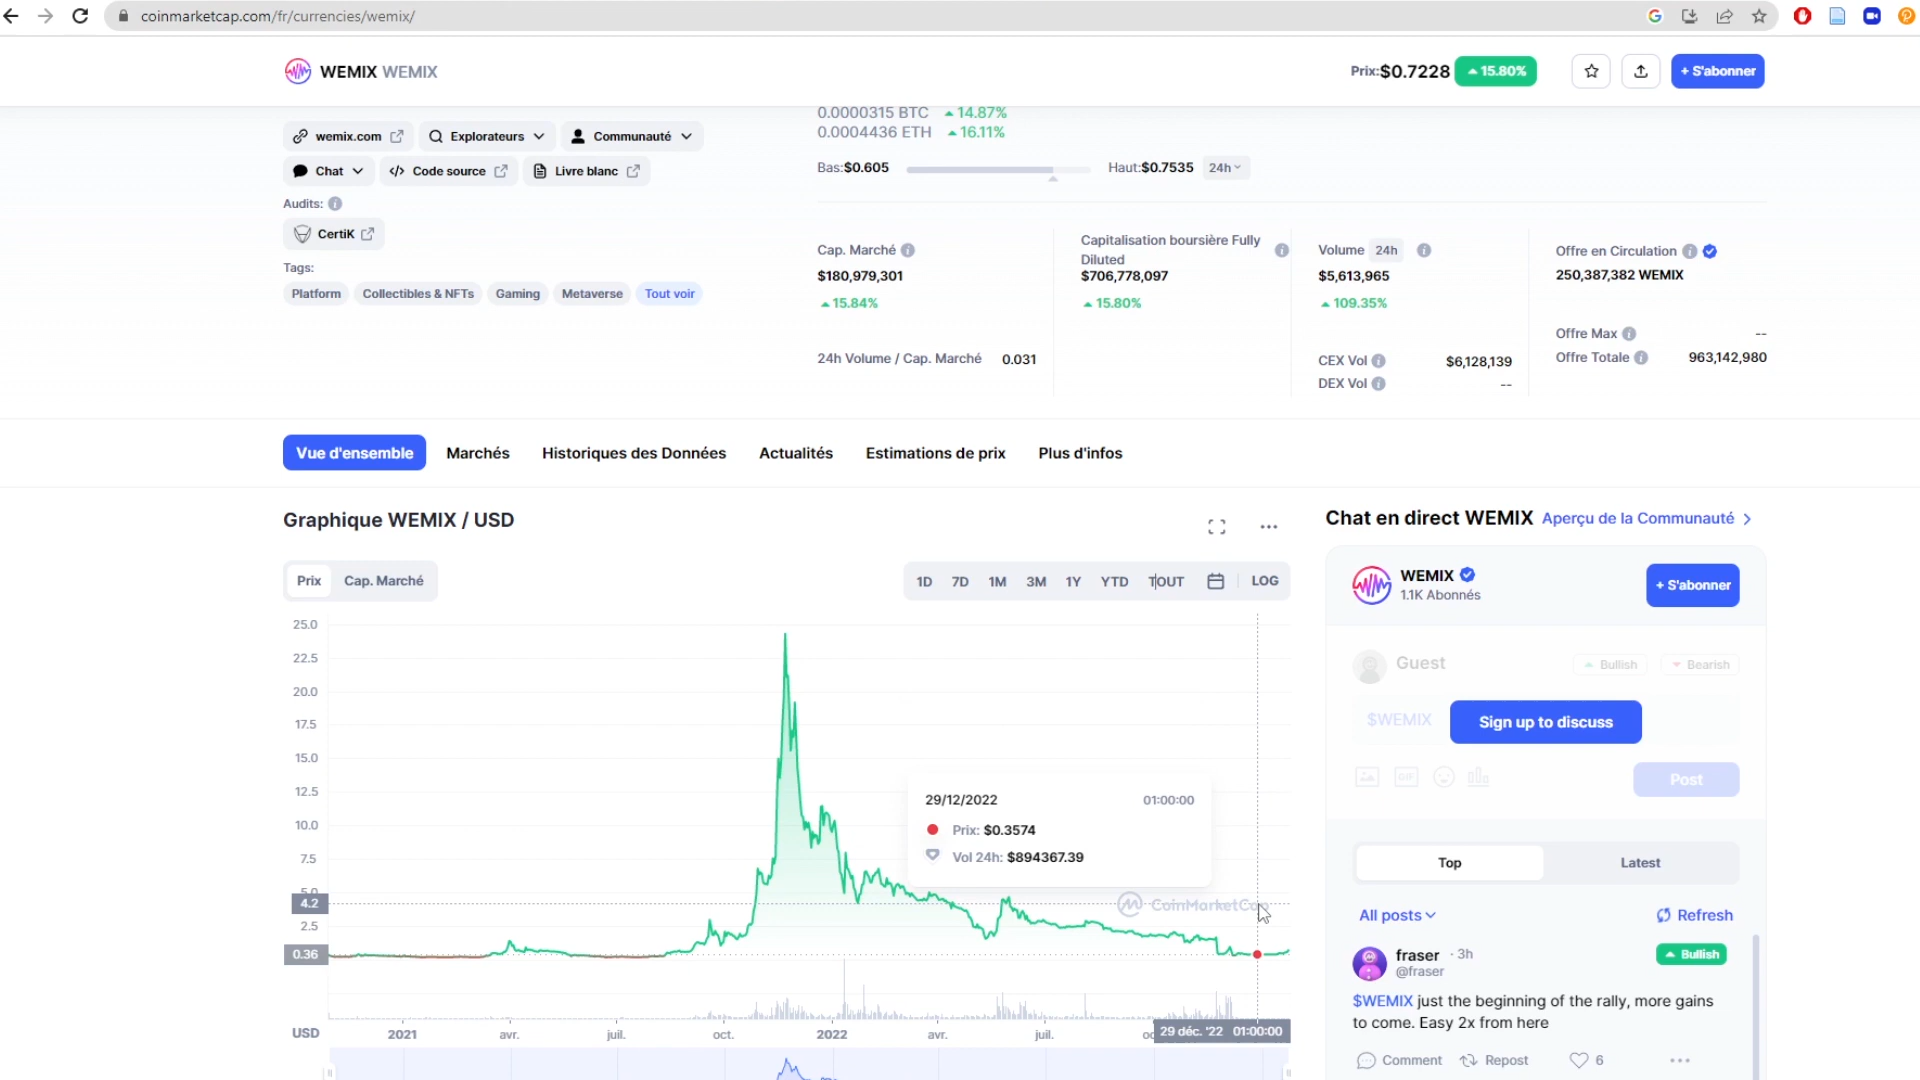 coinmarketcap.com/fr/currencies/wemix/
WEMIX WEMIX
Prix:$0.7228 15.80%
+ S'abonner
0.0000315 BTC 14.87%
0.0004436 ETH 16.11%
wemix.com Explorateurs Communauté
Bas:$0.605 Haut:$0.7535 24h
Chat Code source Livre blanc
Audits:
CertiK
Tags:
Platform Collectibles & NFTs Gaming Metaverse Tout voir
Cap. Marché
$180,979,301
15.84%
24h Volume / Cap. Marché 0.031
Capitalisation boursière Fully
Diluted
$706,778,097
15.80%
Volume 24h
$5,613,965
109.35%
CEX Vol $6,128,139
DEX Vol --
Offre en Circulation
250,387,382 WEMIX
Offre Max --
Offre Totale 963,142,980
Vue d'ensemble Marchés Historiques des Données Actualités Estimations de prix Plus d'infos
Graphique WEMIX / USD
Prix Cap. Marché
1D 7D 1M 3M 1Y YTD TOUT LOG
25.0
22.5
20.0
17.5
15.0
12.5
10.0
7.5
5.0
4.2
2.5
0.36
29/12/2022 01:00:00
Prix: $0.3574
Vol 24h: $894367.39
CoinMarketCap
USD 2021 avr. juil. oct. 2022 avr. juil. 29 déc. '22 01:00:00
Chat en direct WEMIX Aperçu de la Communauté
WEMIX
1.1K Abonnés
+ S'abonner
Guest Bullish Bearish
$WEMIX
Sign up to discuss
GIF
Post
Top Latest
All posts Refresh
fraser · 3h
@fraser
Bullish
$WEMIX just the beginning of the rally, more gains
to come. Easy 2x from here
Comment Repost 6